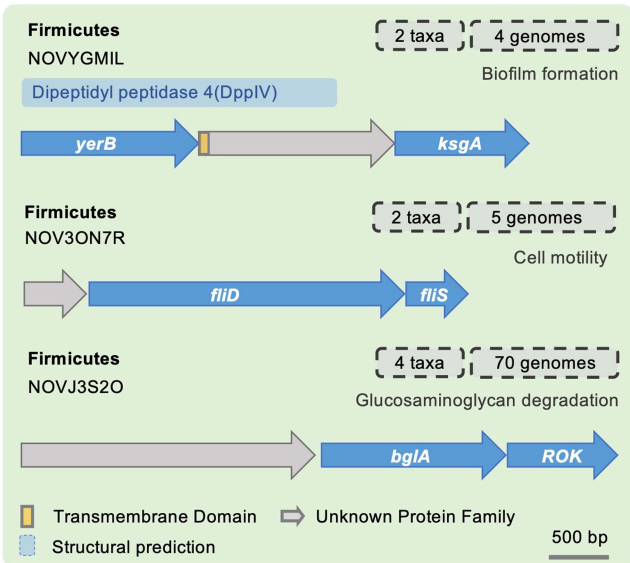 Firmicutes
2 taxa 4 genomes
NOVYGMIL
Biofilm formation
Dipeptidyl peptidase 4(DppIV)
yerB ksgA
Firmicutes
2 taxa 5 genomes
NOV3ON7R
Cell motility
fliD fliS
Firmicutes
4 taxa 70 genomes
NOVJ3S2O
Glucosaminoglycan degradation
bglA ROK
Transmembrane Domain Unknown Protein Family
Structural prediction
500 bp